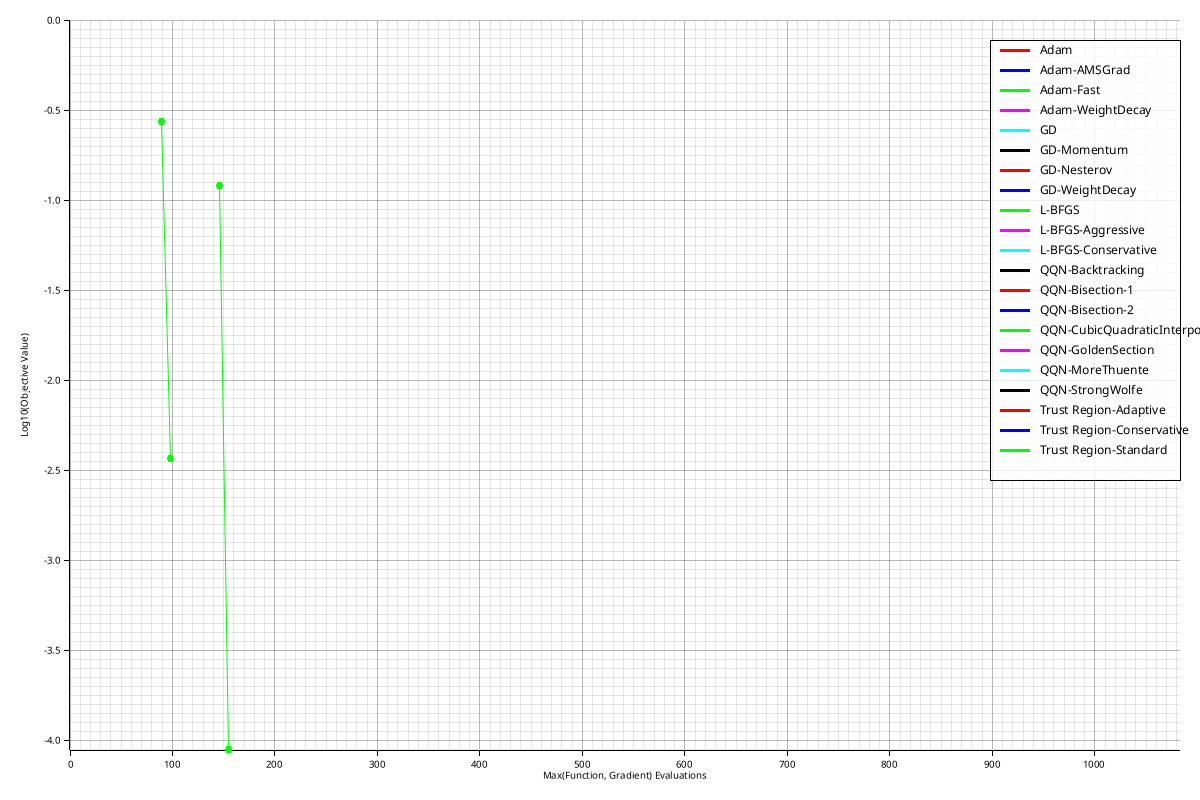 0.0
-0.5
-1.0
-1.5
-2.0
-2.5
-3.0
-3.5
-4.0
Log10(Objective Value)
0 100 200 300 400 500 600 700 800 900 1000
Max(Function, Gradient) Evaluations
Adam
Adam-AMSGrad
Adam-Fast
Adam-WeightDecay
GD
GD-Momentum
GD-Nesterov
GD-WeightDecay
L-BFGS
L-BFGS-Aggressive
L-BFGS-Conservative
QQN-Backtracking
QQN-Bisection-1
QQN-Bisection-2
QQN-CubicQuadraticInterpo
QQN-GoldenSection
QQN-MoreThuente
QQN-StrongWolfe
Trust Region-Adaptive
Trust Region-Conservative
Trust Region-Standard